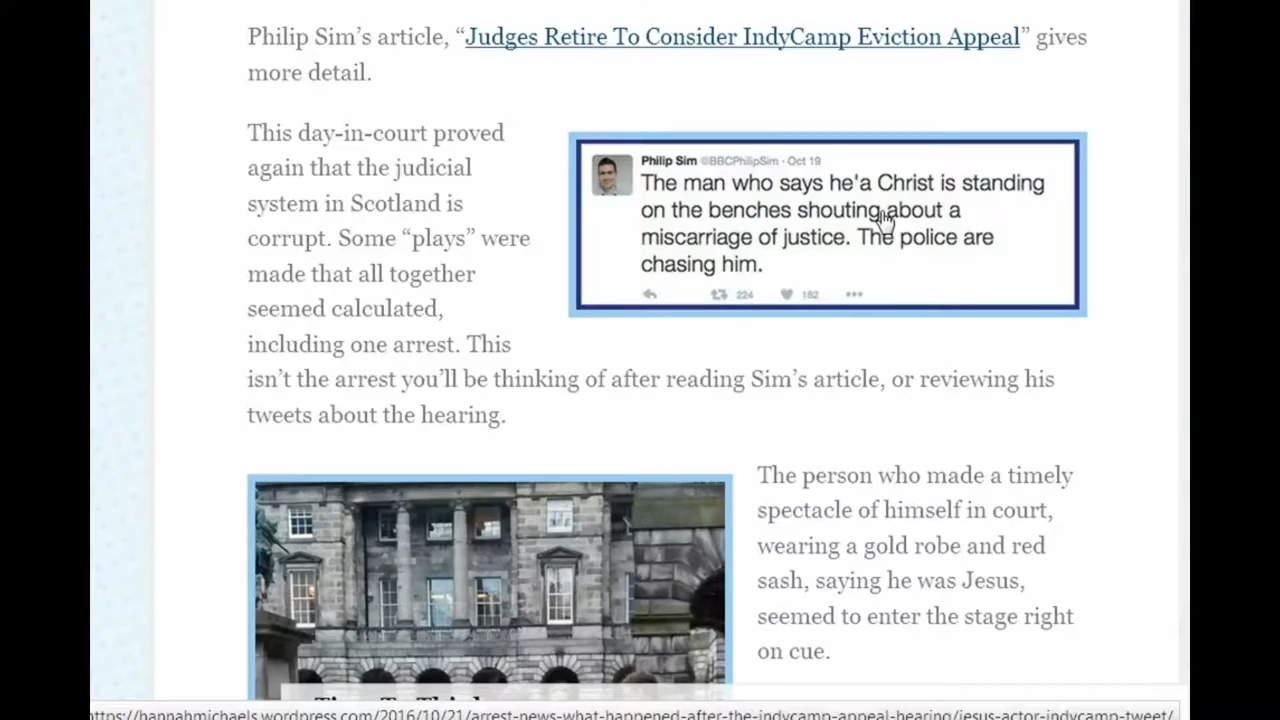 Philip Sim’s article, “Judges Retire To Consider IndyCamp Eviction Appeal” gives
more detail.
This day-in-court proved
again that the judicial
system in Scotland is
corrupt. Some “plays” were
made that all together
seemed calculated,
including one arrest. This
isn’t the arrest you’ll be thinking of after reading Sim’s article, or reviewing his
tweets about the hearing.
Philip Sim @BBCPhilipSim · Oct 19
The man who says he'a Christ is standing
on the benches shouting about a
miscarriage of justice. The police are
chasing him.
224 182 •••
The person who made a timely
spectacle of himself in court,
wearing a gold robe and red
sash, saying he was Jesus,
seemed to enter the stage right
on cue.
https://hannahmichaels.wordpress.com/2016/10/21/arrest-news-what-happened-after-the-indycamp-appeal-hearing/jesus-actor-indycamp-tweet/